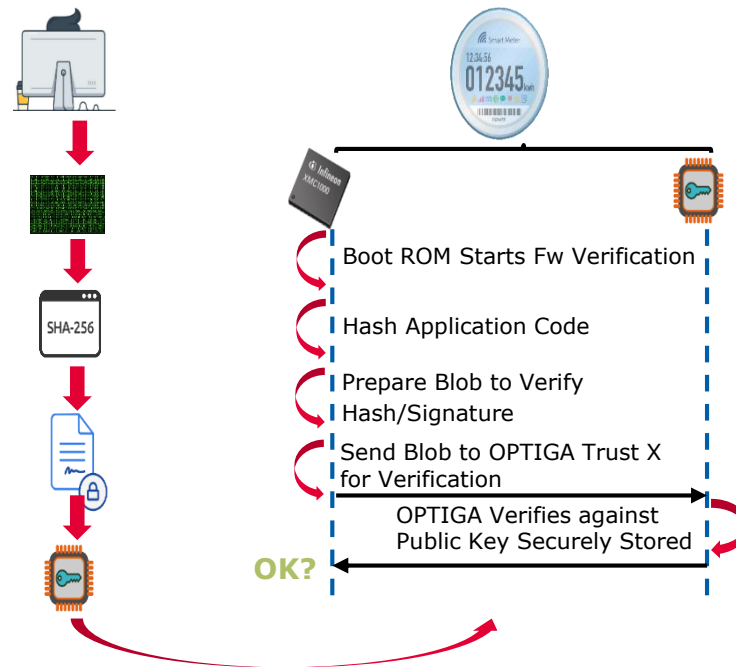 Smart Meter
12:34:56
012345 kwh
Infineon
XMC1000
Boot ROM Starts Fw Verification
SHA-256
Hash Application Code
Prepare Blob to Verify
Hash/Signature
Send Blob to OPTIGA Trust X
for Verification
OPTIGA Verifies against
Public Key Securely Stored
OK?